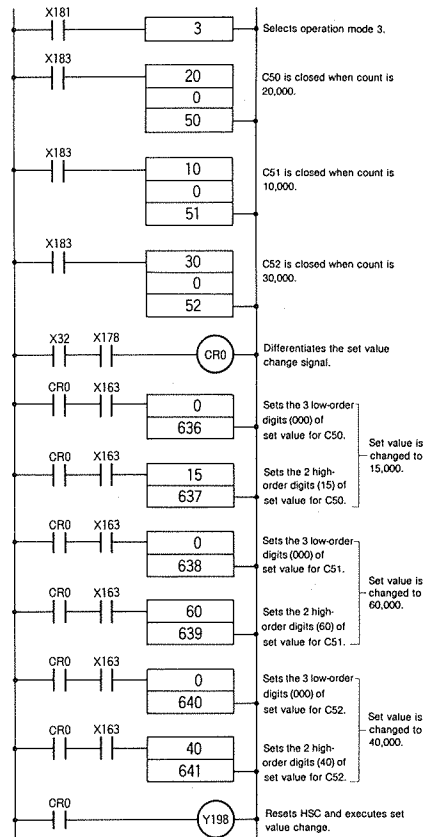 X181
3
Selects operation mode 3.
X183
20
0
50
C50 is closed when count is
20,000.
X183
10
0
51
C51 is closed when count is
10,000.
X183
30
0
52
C52 is closed when count is
30,000.
X32 X178
CR0
Differentiates the set value
change signal.
CR0 X163
0
636
Sets the 3 low-order
digits (000) of
set value for C50.
CR0 X163
15
637
Sets the 2 high-
order digits (15) of
set value for C50.
Set value is
changed to
15,000.
CR0 X163
0
638
Sets the 3 low-order
digits (000) of
set value for C51.
CR0 X163
60
639
Sets the 2 high-
order digits (60) of
set value for C51.
Set value is
changed to
60,000.
CR0 X163
0
640
Sets the 3 low-order
digits (000) of
set value for C52.
CR0 X163
40
641
Sets the 2 high-
order digits (40) of
set value for C52.
Set value is
changed to
40,000.
CR0
Y198
Resets HSC and executes set
value change.